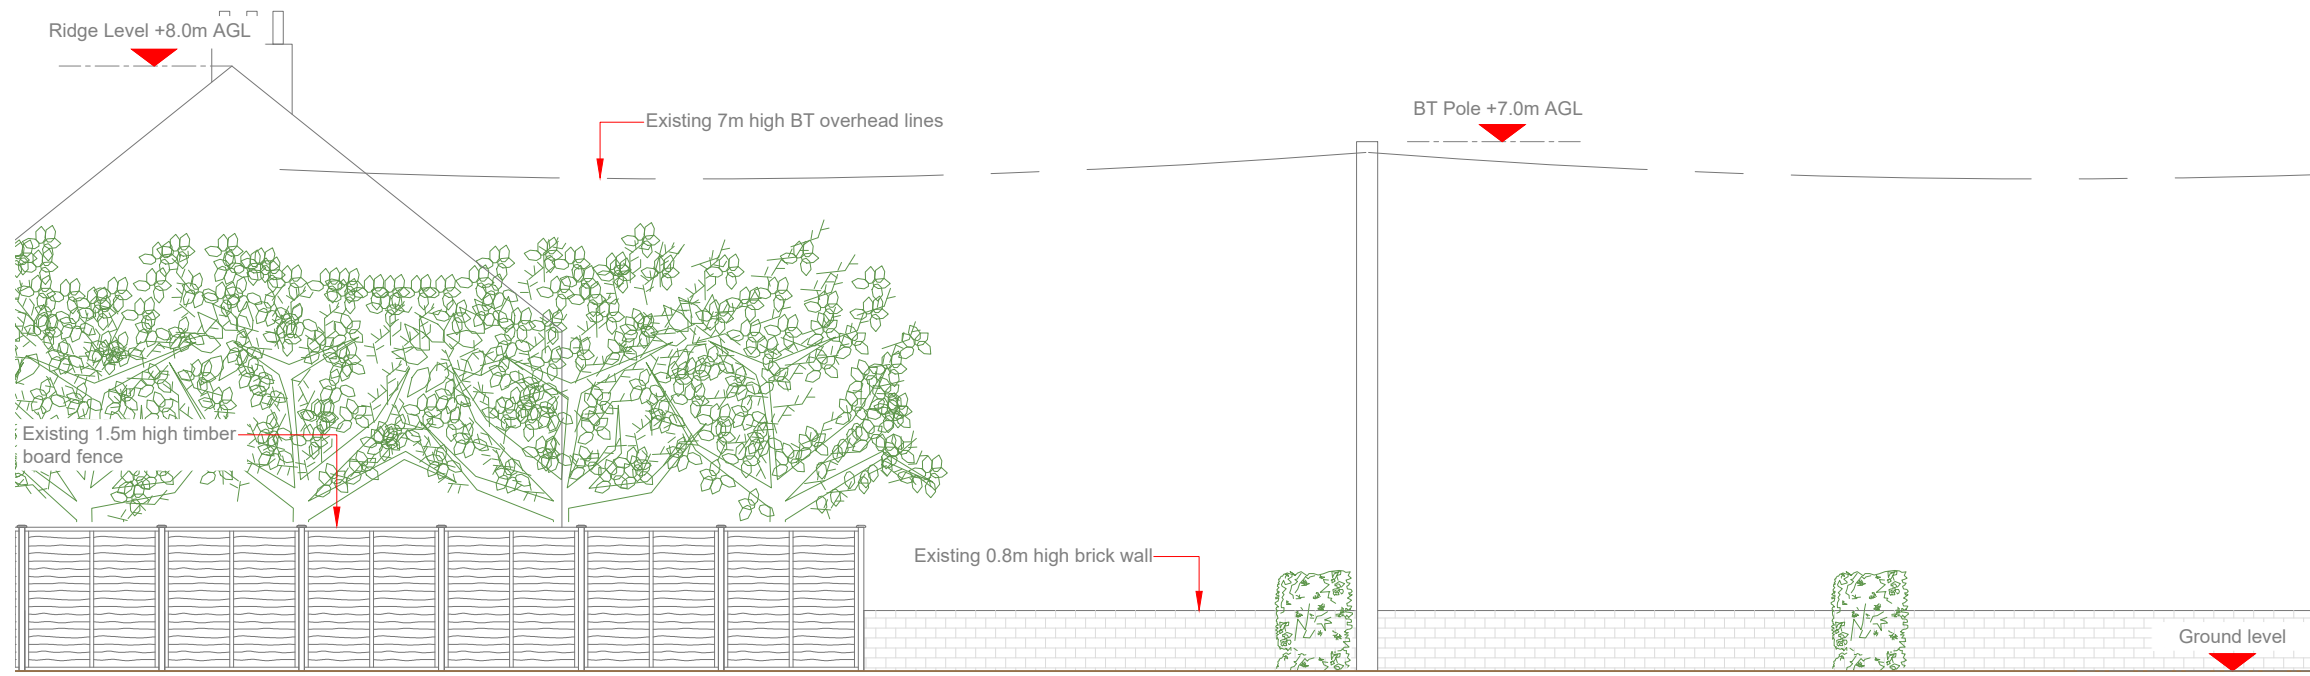 Ridge Level +8.0m AGL
Existing 7m high BT overhead lines
BT Pole +7.0m AGL
Existing 1.5m high timber
board fence
Existing 0.8m high brick wall
Ground level